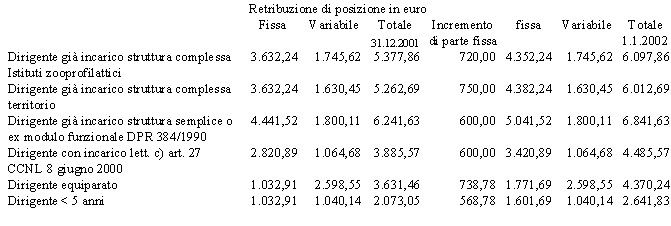 Retribuzione di posizione in euro
Fissa Variabile Totale Incremento fissa Variabile Totale
31.12.2001 di parte fissa 1.1.2002
Dirigente già incarico struttura complessa 3.632,24 1.745,62 5.377,86 720,00 4.352,24 1.745,62 6.097,86
Istituti zooprofilattici
Dirigente già incarico struttura complessa 3.632,24 1.630,45 5.262,69 750,00 4.382,24 1.630,45 6.012,69
territorio
Dirigente già incarico struttura semplice o 4.441,52 1.800,11 6.241,63 600,00 5.041,52 1.800,11 6.841,63
ex modulo funzionale DPR 384/1990
Dirigente con incarico lett. c) art. 27 2.820,89 1.064,68 3.885,57 600,00 3.420,89 1.064,68 4.485,57
CCNL 8 giugno 2000
Dirigente equiparato 1.032,91 2.598,55 3.631,46 738,78 1.771,69 2.598,55 4.370,24
Dirigente < 5 anni 1.032,91 1.040,14 2.073,05 568,78 1.601,69 1.040,14 2.641,83